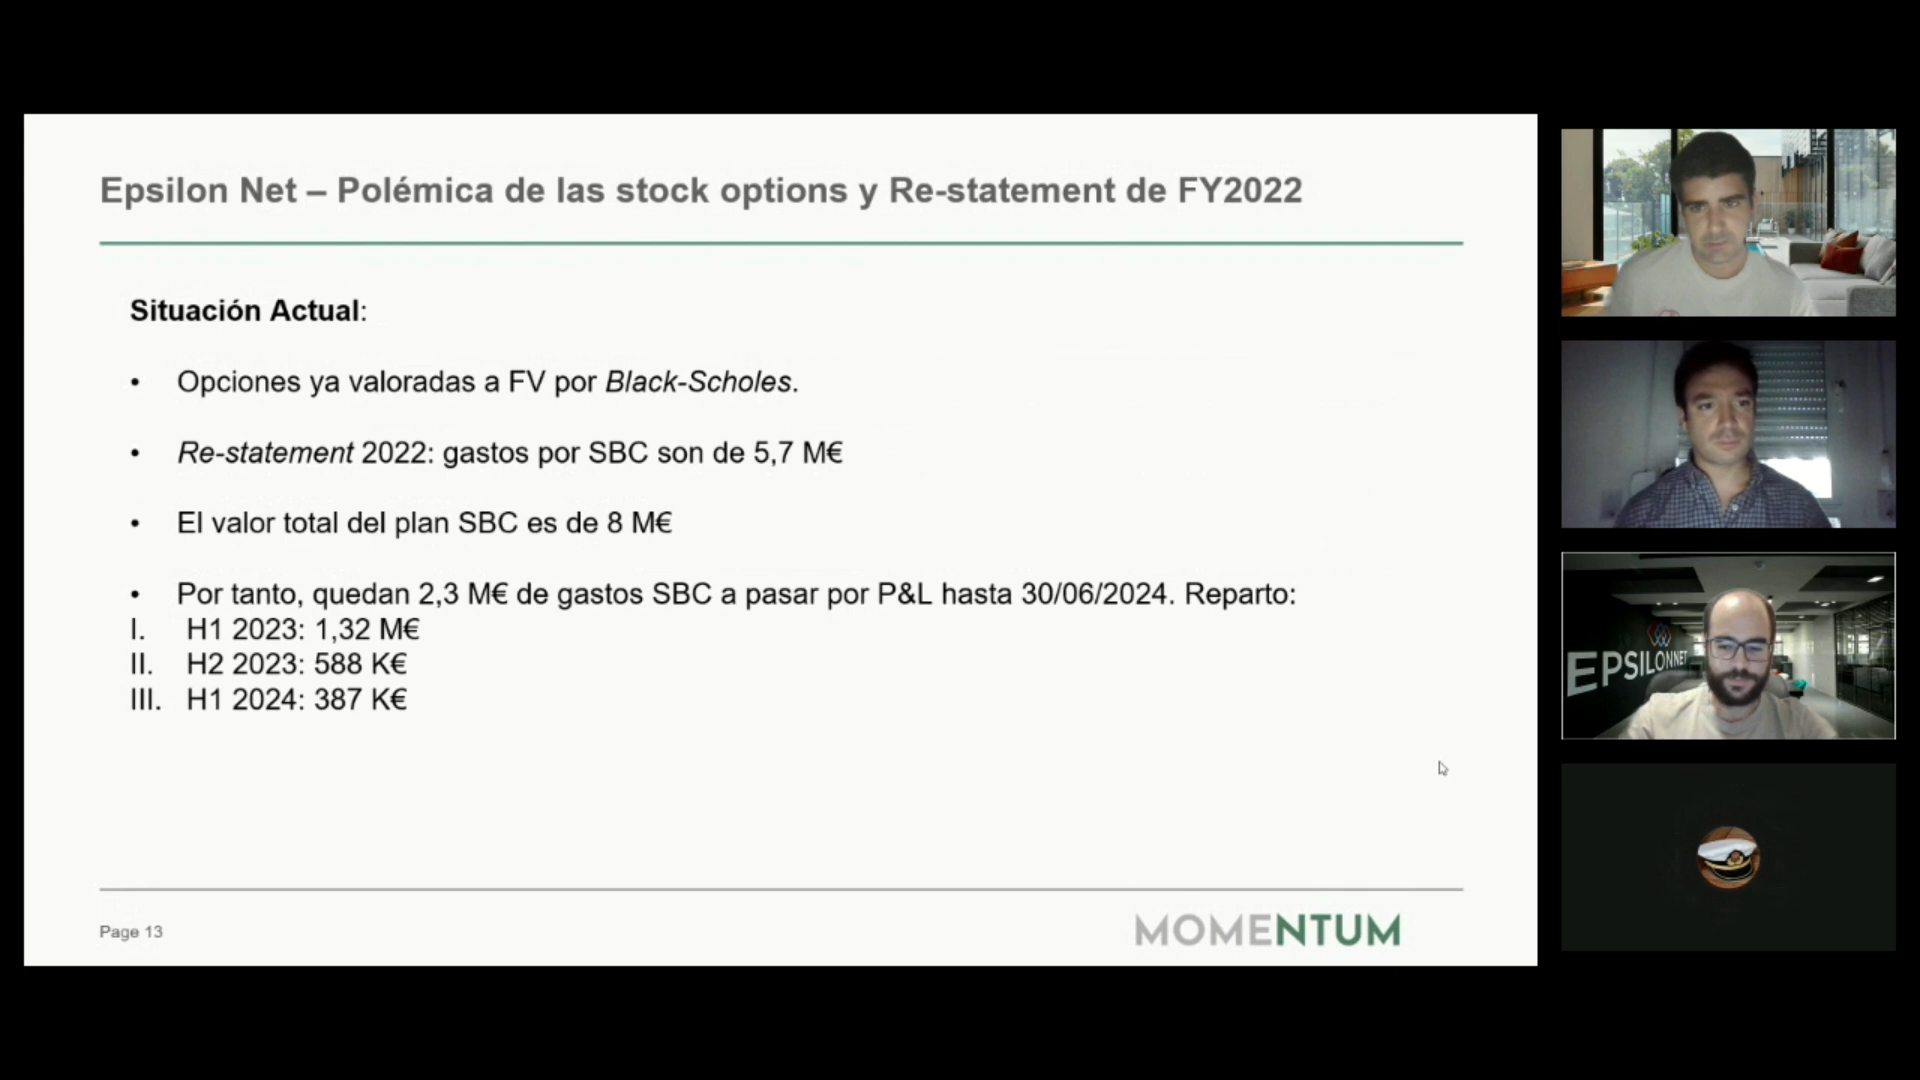 Epsilon Net – Polémica de las stock options y Re-statement de FY2022
Situación Actual:
• Opciones ya valoradas a FV por Black-Scholes.
• Re-statement 2022: gastos por SBC son de 5,7 M€
• El valor total del plan SBC es de 8 M€
• Por tanto, quedan 2,3 M€ de gastos SBC a pasar por P&L hasta 30/06/2024. Reparto:
I. H1 2023: 1,32 M€
II. H2 2023: 588 K€
III. H1 2024: 387 K€
Page 13
MOMENTUM
EPSILONNET